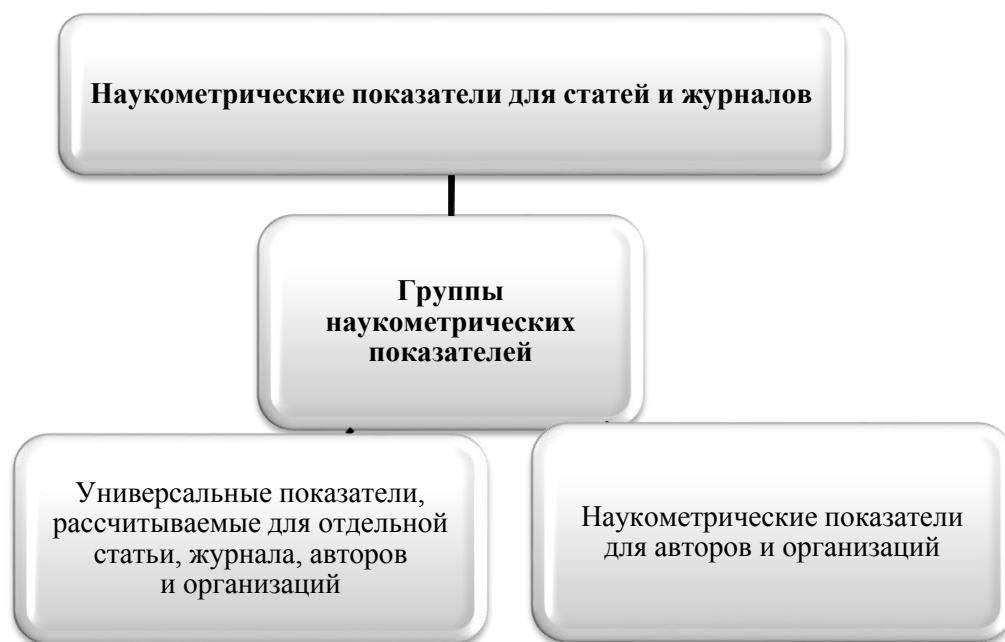 Наукометрические показатели для статей и журналов
Группы
наукометрических
показателей
Универсальные показатели,
рассчитываемые для отдельной
статьи, журнала, авторов
и организаций
Наукометрические показатели
для авторов и организаций